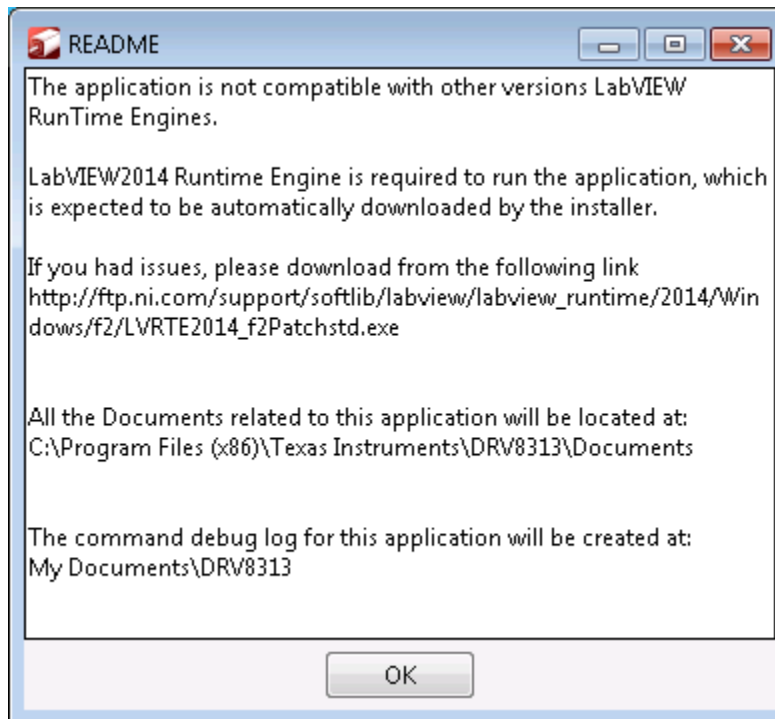 README
The application is not compatible with other versions LabVIEW
RunTime Engines.
LabVIEW2014 Runtime Engine is required to run the application, which
is expected to be automatically downloaded by the installer.
If you had issues, please download from the following link
http://ftp.ni.com/support/softlib/labview/labview_runtime/2014/Win
dows/f2/LVRTE2014_f2Patchstd.exe
All the Documents related to this application will be located at:
C:\Program Files (x86)\Texas Instruments\DRV8313\Documents
The command debug log for this application will be created at:
My Documents\DRV8313
OK